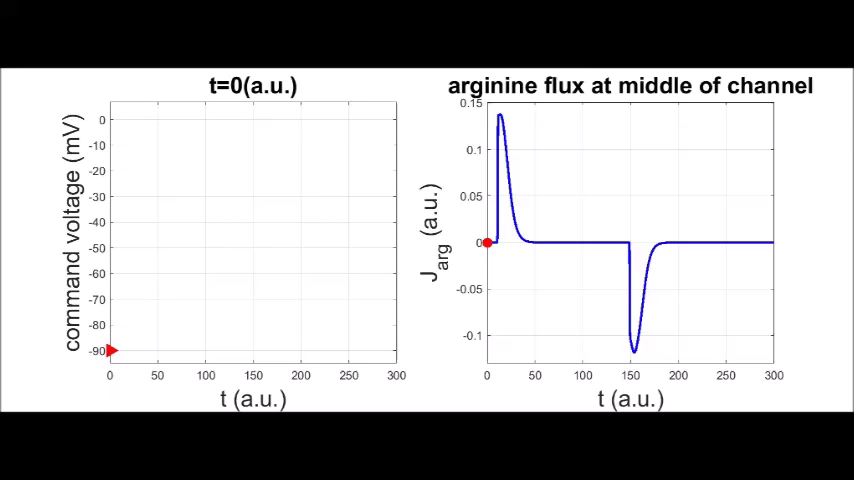 t=0(a.u.)
command voltage (mV)
0
-10
-20
-30
-40
-50
-60
-70
-80
-90
0 50 100 150 200 250 300
t (a.u.)
arginine flux at middle of channel
J_arg (a.u.)
0.15
0.1
0.05
0
-0.05
-0.1
0 50 100 150 200 250 300
t (a.u.)